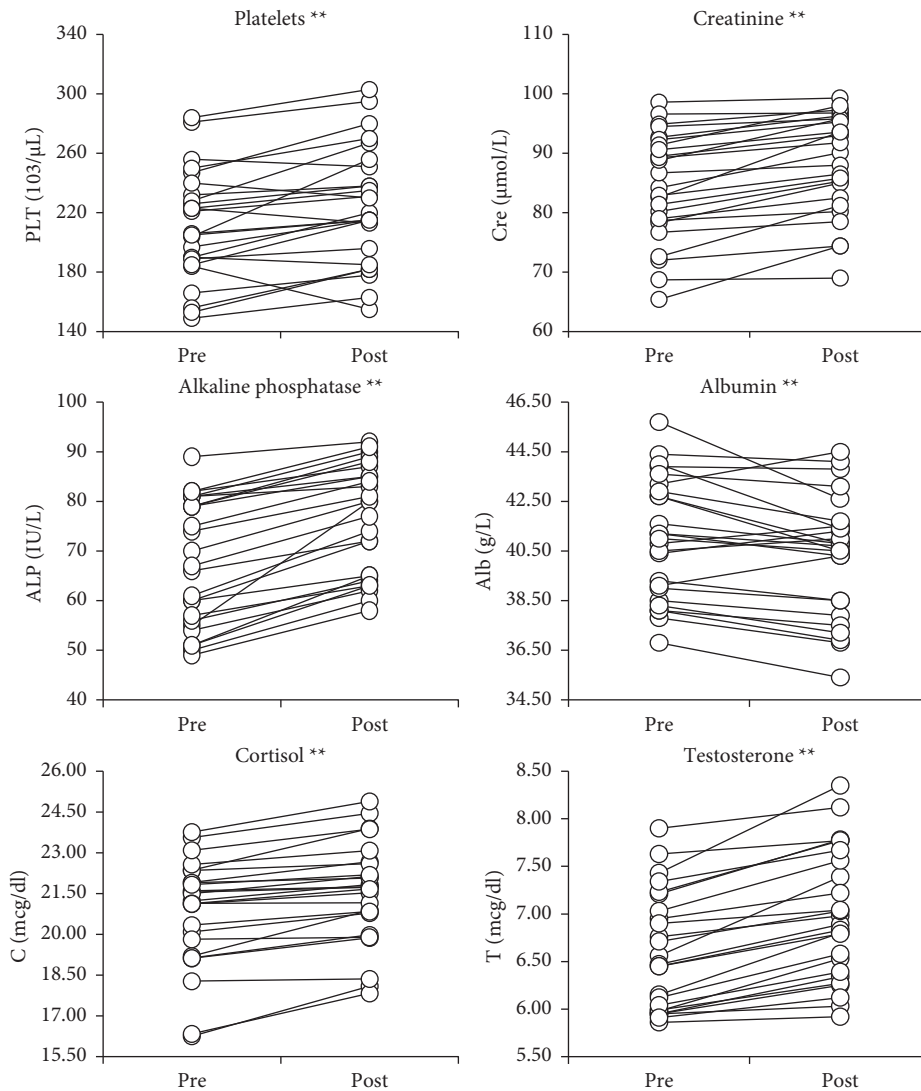 Platelets **
340
300
260
220
180
140
PLT (103/µL)
Pre
Post
Creatinine **
110
100
90
80
70
60
Cre (µmol/L)
Pre
Post
Alkaline phosphatase **
100
90
80
70
60
50
40
ALP (IU/L)
Pre
Post
Albumin **
46.50
44.50
42.50
40.50
38.50
36.50
34.50
Alb (g/L)
Pre
Post
Cortisol **
26.00
24.50
23.00
21.50
20.00
18.50
17.00
15.50
C (mcg/dl)
Pre
Post
Testosterone **
8.50
8.00
7.50
7.00
6.50
6.00
5.50
T (mcg/dl)
Pre
Post